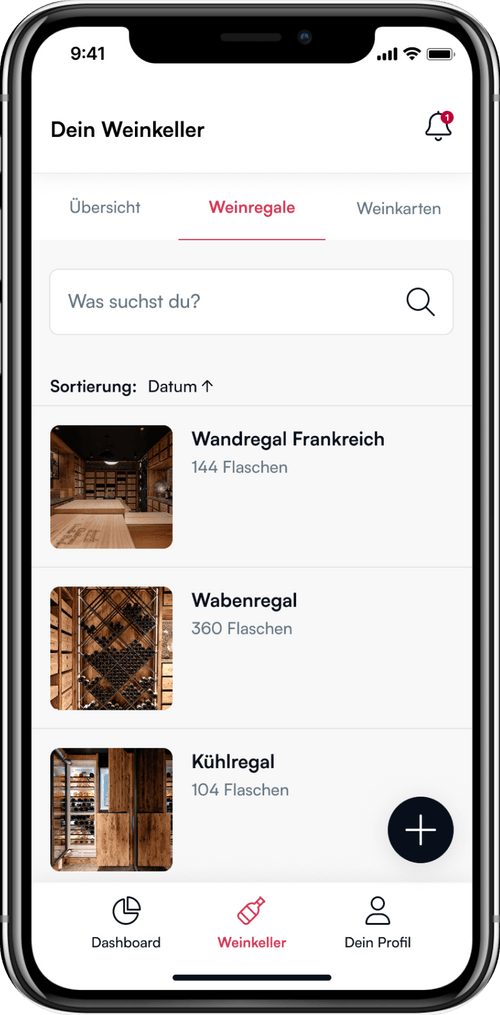 9:41
Dein Weinkeller
1
Übersicht Weinregale Weinkarten
Was suchst du?
Sortierung: Datum ↑
Wandregal Frankreich
144 Flaschen
Wabenregal
360 Flaschen
Kühlregal
104 Flaschen
Dashboard Weinkeller Dein Profil